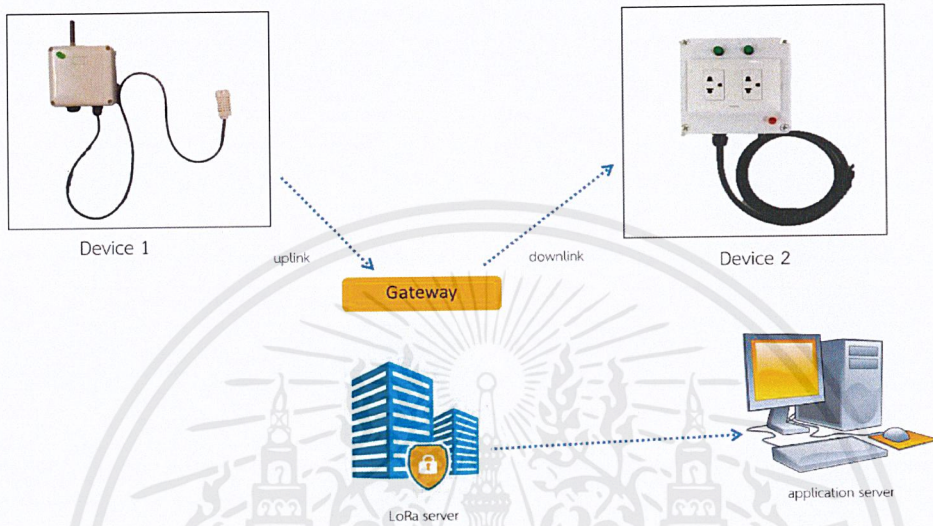 Device 1
Device 2
uplink
downlink
Gateway
LoRa server
application server